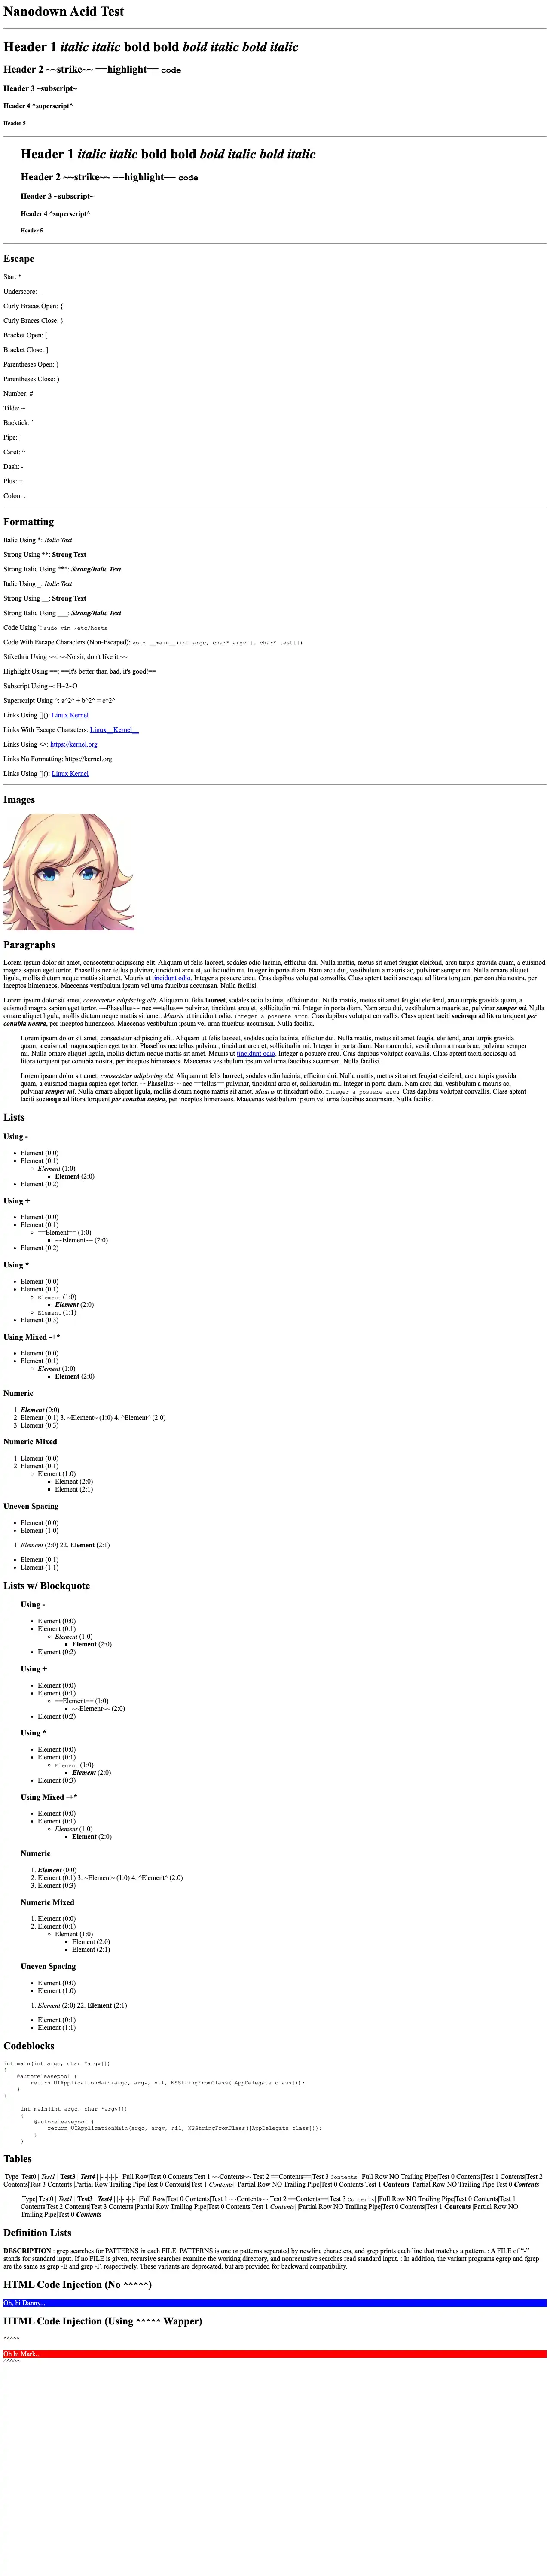 Nanodown Acid Test
Header 1 italic italic bold bold bold italic bold italic
Header 2 ~~strike~~ ==highlight== code
Header 3 ~subscript~
Header 4 ^superscript^
Header 5
Header 1 italic italic bold bold bold italic bold italic
Header 2 ~~strike~~ ==highlight== code
Header 3 ~subscript~
Header 4 ^superscript^
Header 5
Escape
Star: *
Underscore: _
Curly Braces Open: {
Curly Braces Close: }
Bracket Open: [
Bracket Close: ]
Parentheses Open: )
Parentheses Close: )
Number: #
Tilde: ~
Backtick: `
Pipe: |
Caret: ^
Dash: -
Plus: +
Colon: :
Formatting
Italic Using *: Italic Text
Strong Using **: Strong Text
Strong Italic Using ***: Strong/Italic Text
Italic Using _: Italic Text
Strong Using __: Strong Text
Strong Italic Using ___: Strong/Italic Text
Code Using `: sudo vim /etc/hosts
Code With Escape Characters (Non-Escaped): void __main__(int argc, char* argv[], char* test[])
Stikethru Using ~~: ~~No sir, don't like it.~~
Highlight Using ==: ==It's better than bad, it's good!==
Subscript Using ~: H~2~O
Superscript Using ^: a^2^ + b^2^ = c^2^
Links Using [](): Linux Kernel
Links With Escape Characters: Linux__Kernel__
Links Using <>: https://kernel.org
Links No Formatting: https://kernel.org
Links Using [](): Linux Kernel
Images
Paragraphs
Lorem ipsum dolor sit amet, consectetur adipiscing elit. Aliquam ut felis laoreet, sodales odio lacinia, efficitur dui. Nulla mattis, metus sit amet feugiat eleifend, arcu turpis gravida quam, a euismod
magna sapien eget tortor. Phasellus nec tellus pulvinar, tincidunt arcu et, sollicitudin mi. Integer in porta diam. Nam arcu dui, vestibulum a mauris ac, pulvinar semper mi. Nulla ornare aliquet
ligula, mollis dictum neque mattis sit amet. Mauris ut tincidunt odio. Integer a posuere arcu. Cras dapibus volutpat convallis. Class aptent taciti sociosqu ad litora torquent per conubia nostra, per
inceptos himenaeos. Maecenas vestibulum ipsum vel urna faucibus accumsan. Nulla facilisi.
Lorem ipsum dolor sit amet, consectetur adipiscing elit. Aliquam ut felis laoreet, sodales odio lacinia, efficitur dui. Nulla mattis, metus sit amet feugiat eleifend, arcu turpis gravida quam, a
euismod magna sapien eget tortor. ~~Phasellus~~ nec ==tellus== pulvinar, tincidunt arcu et, sollicitudin mi. Integer in porta diam. Nam arcu dui, vestibulum a mauris ac, pulvinar semper mi. Nulla
ornare aliquet ligula, mollis dictum neque mattis sit amet. Mauris ut tincidunt odio. Integer a posuere arcu. Cras dapibus volutpat convallis. Class aptent taciti sociosqu ad litora torquent per
conubia nostra, per inceptos himenaeos. Maecenas vestibulum ipsum vel urna faucibus accumsan. Nulla facilisi.
Lorem ipsum dolor sit amet, consectetur adipiscing elit. Aliquam ut felis laoreet, sodales odio lacinia, efficitur dui. Nulla mattis, metus sit amet feugiat eleifend, arcu turpis gravida
quam, a euismod magna sapien eget tortor. Phasellus nec tellus pulvinar, tincidunt arcu et, sollicitudin mi. Integer in porta diam. Nam arcu dui, vestibulum a mauris ac, pulvinar semper
mi. Nulla ornare aliquet ligula, mollis dictum neque mattis sit amet. Mauris ut tincidunt odio. Integer a posuere arcu. Cras dapibus volutpat convallis. Class aptent taciti sociosqu ad
litora torquent per conubia nostra, per inceptos himenaeos. Maecenas vestibulum ipsum vel urna faucibus accumsan. Nulla facilisi.
Lorem ipsum dolor sit amet, consectetur adipiscing elit. Aliquam ut felis laoreet, sodales odio lacinia, efficitur dui. Nulla mattis, metus sit amet feugiat eleifend, arcu turpis gravida
quam, a euismod magna sapien eget tortor. ~~Phasellus~~ nec ==tellus== pulvinar, tincidunt arcu et, sollicitudin mi. Integer in porta diam. Nam arcu dui, vestibulum a mauris ac,
pulvinar semper mi. Nulla ornare aliquet ligula, mollis dictum neque mattis sit amet. Mauris ut tincidunt odio. Integer a posuere arcu. Cras dapibus volutpat convallis. Class aptent
taciti sociosqu ad litora torquent per conubia nostra, per inceptos himenaeos. Maecenas vestibulum ipsum vel urna faucibus accumsan. Nulla facilisi.
Lists
Using -
Element (0:0)
Element (0:1)
Element (1:0)
Element (2:0)
Element (0:2)
Using +
Element (0:0)
Element (0:1)
==Element== (1:0)
~~Element~~ (2:0)
Element (0:2)
Using *
Element (0:0)
Element (0:1)
Element (1:0)
Element (2:0)
Element (1:1)
Element (0:3)
Using Mixed -+*
Element (0:0)
Element (0:1)
Element (1:0)
Element (2:0)
Numeric
1. Element (0:0)
2. Element (0:1) 3. ~Element~ (1:0) 4. ^Element^ (2:0)
3. Element (0:3)
Numeric Mixed
1. Element (0:0)
2. Element (0:1)
Element (1:0)
Element (2:0)
Element (2:1)
Uneven Spacing
Element (0:0)
Element (1:0)
1. Element (2:0) 22. Element (2:1)
Element (0:1)
Element (1:1)
Lists w/ Blockquote
Using -
Element (0:0)
Element (0:1)
Element (1:0)
Element (2:0)
Element (0:2)
Using +
Element (0:0)
Element (0:1)
==Element== (1:0)
~~Element~~ (2:0)
Element (0:2)
Using *
Element (0:0)
Element (0:1)
Element (1:0)
Element (2:0)
Element (0:3)
Using Mixed -+*
Element (0:0)
Element (0:1)
Element (1:0)
Element (2:0)
Numeric
1. Element (0:0)
2. Element (0:1) 3. ~Element~ (1:0) 4. ^Element^ (2:0)
3. Element (0:3)
Numeric Mixed
1. Element (0:0)
2. Element (0:1)
Element (1:0)
Element (2:0)
Element (2:1)
Uneven Spacing
Element (0:0)
Element (1:0)
1. Element (2:0) 22. Element (2:1)
Element (0:1)
Element (1:1)
Codeblocks
int main(int argc, char *argv[])
{
@autoreleasepool {
return UIApplicationMain(argc, argv, nil, NSStringFromClass([AppDelegate class]));
}
}
int main(int argc, char *argv[])
{
@autoreleasepool {
return UIApplicationMain(argc, argv, nil, NSStringFromClass([AppDelegate class]));
}
}
Tables
|Type| Test0 | Test1 | Test3 | Test4 | |-|-|-|-|-| |Full Row|Test 0 Contents|Test 1 ~~Contents~~|Test 2 ==Contents==|Test 3 Contents| |Full Row NO Trailing Pipe|Test 0 Contents|Test 1 Contents|Test 2
Contents|Test 3 Contents |Partial Row Trailing Pipe|Test 0 Contents|Test 1 Contents| |Partial Row NO Trailing Pipe|Test 0 Contents|Test 1 Contents |Partial Row NO Trailing Pipe|Test 0 Contents
|Type| Test0 | Test1 | Test3 | Test4 | |-|-|-|-|-| |Full Row|Test 0 Contents|Test 1 ~~Contents~~|Test 2 ==Contents==|Test 3 Contents| |Full Row NO Trailing Pipe|Test 0 Contents|Test 1
Contents|Test 2 Contents|Test 3 Contents |Partial Row Trailing Pipe|Test 0 Contents|Test 1 Contents| |Partial Row NO Trailing Pipe|Test 0 Contents|Test 1 Contents |Partial Row NO
Trailing Pipe|Test 0 Contents
Definition Lists
DESCRIPTION : grep searches for PATTERNS in each FILE. PATTERNS is one or patterns separated by newline characters, and grep prints each line that matches a pattern. : A FILE of “-”
stands for standard input. If no FILE is given, recursive searches examine the working directory, and nonrecursive searches read standard input. : In addition, the variant programs egrep and fgrep
are the same as grep -E and grep -F, respectively. These variants are deprecated, but are provided for backward compatibility.
HTML Code Injection (No ^^^^^)
Oh, hi Danny...
HTML Code Injection (Using ^^^^^ Wapper)
^^^^^
Oh hi Mark...
^^^^^